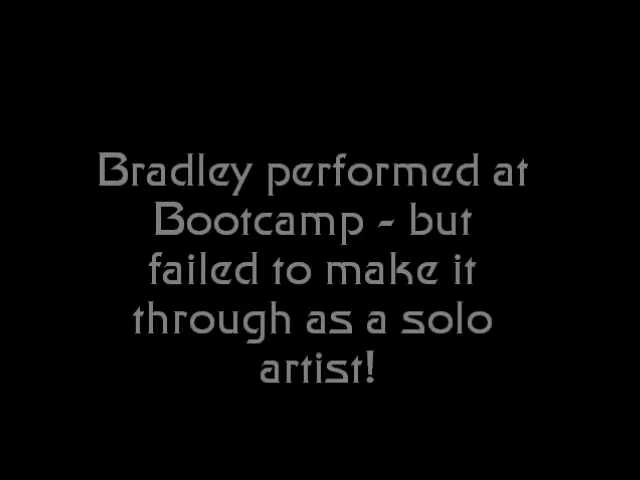 Bradley performed at
Bootcamp - but
failed to make it
through as a solo
artist!